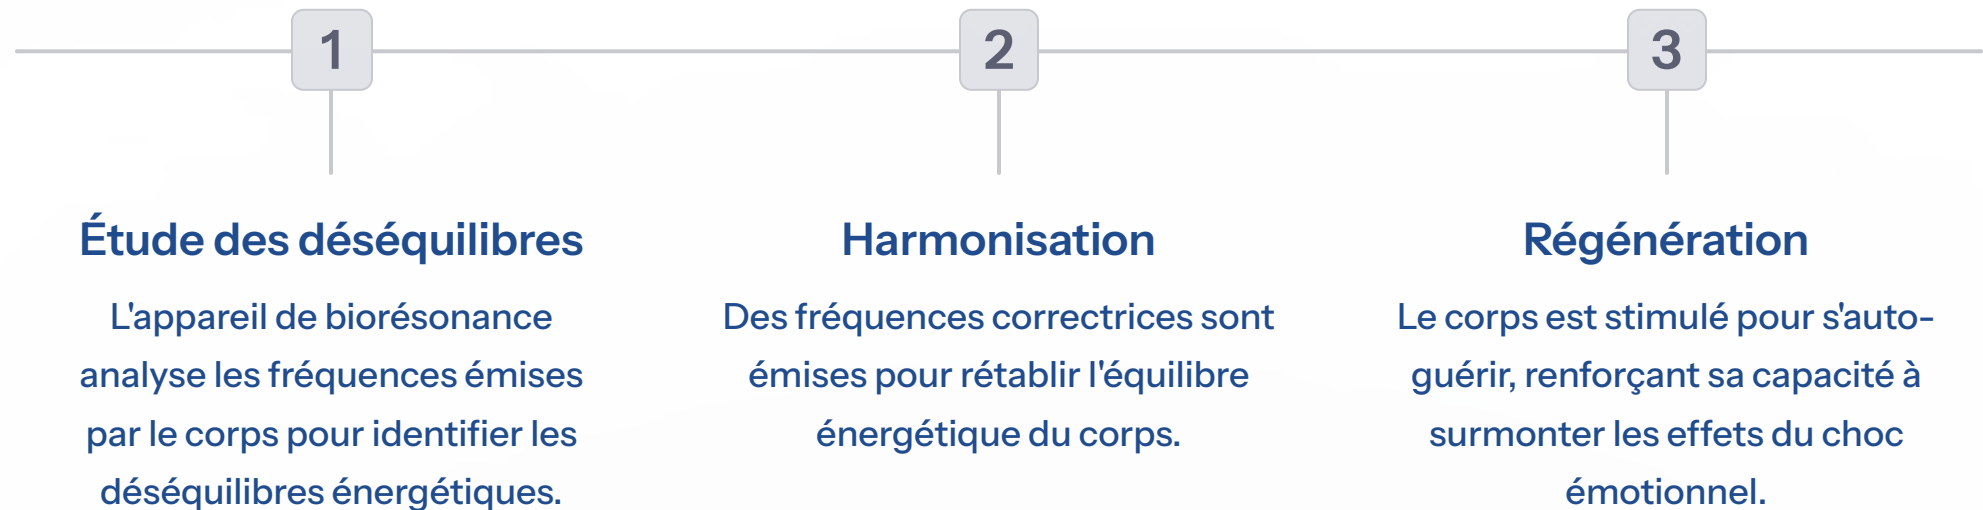 1
2
3
Étude des déséquilibres
L'appareil de biorésonance
analyse les fréquences émises
par le corps pour identifier les
déséquilibres énergétiques.
Harmonisation
Des fréquences correctrices sont
émises pour rétablir l'équilibre
énergétique du corps.
Régénération
Le corps est stimulé pour s'auto-
guérir, renforçant sa capacité à
surmonter les effets du choc
émotionnel.